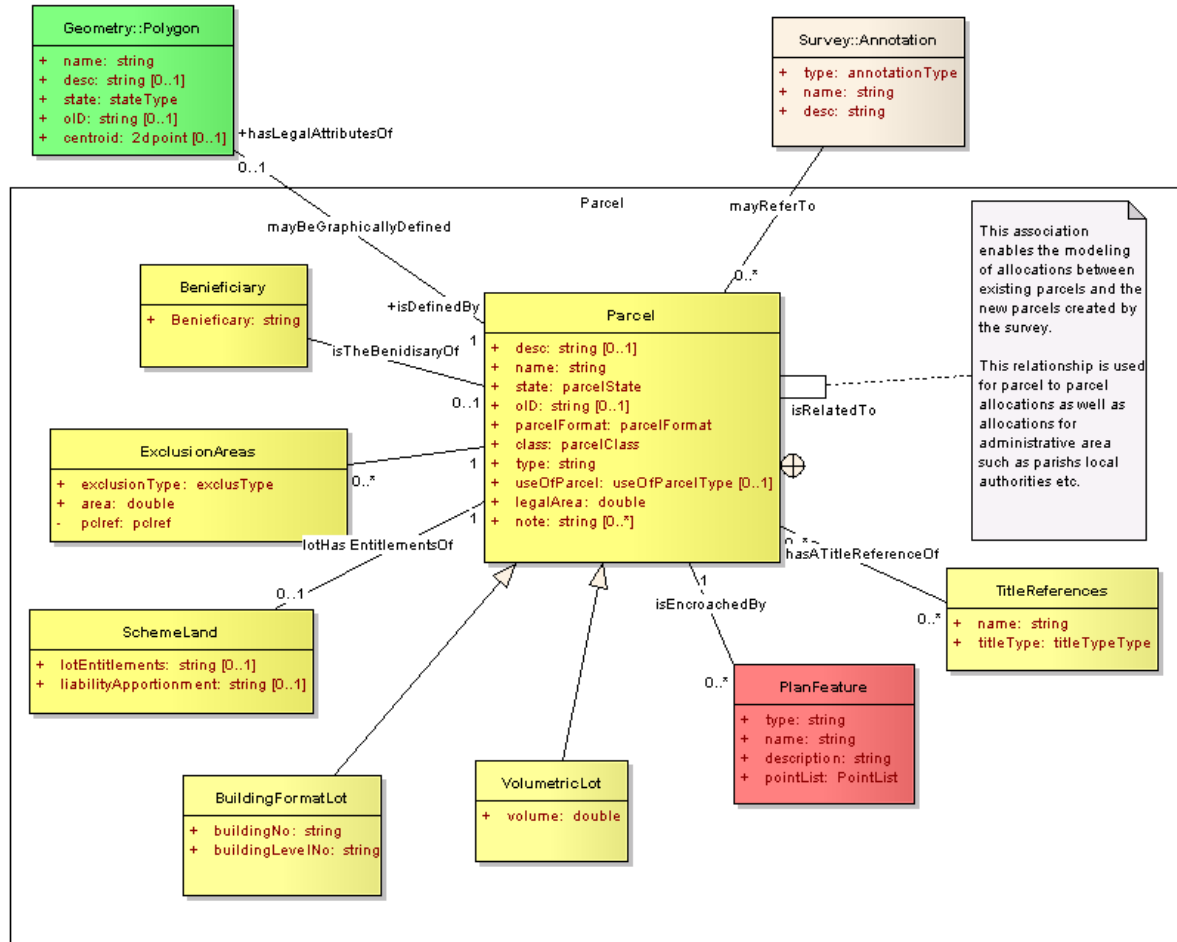 Geometry::Polygon
+ name: string
+ desc: string [0..1]
+ state: stateType
+ oID: string [0..1]
+ centroid: 2dpoint [0..1]
+hasLegalAttributesOf
0..1
Survey::Annotation
+ type: annotationType
+ name: string
+ desc: string
Parcel
mayBeGraphicallyDefined
mayReferTo
0..*
+isDefinedBy
1
This association
enables the modeling
of allocations between
existing parcels and the
new parcels created by
the survey.
This relationship is used
for parcel to parcel
allocations as well as
allocations for
administrative area
such as parishs local
authorities etc.
Benieficiary
+ Benieficary: string
isTheBenidisaryOf
0..1
Parcel
+ desc: string [0..1]
+ name: string
+ state: parcelState
+ oID: string [0..1]
+ parcelFormat: parcelFormat
+ class: parcelClass
+ type: string
+ useOfParcel: useOfParcelType [0..1]
+ legalArea: double
+ note: string [0..*]
isRelatedTo
ExclusionAreas
+ exclusionType: exclusType
+ area: double
- pclref: pclref
1
0..*
lotHas EntitlementsOf
1
0..1
SchemeLand
+ lotEntitlements: string [0..1]
+ liabilityApportionment: string [0..1]
0..*
hasATitleReferenceOf
0..*
TitleReferences
+ name: string
+ titleType: titleTypeType
1
isEncroachedBy
0..*
PlanFeature
+ type: string
+ name: string
+ description: string
+ pointList: PointList
BuildingFormatLot
+ buildingNo: string
+ buildingLevelNo: string
VolumetricLot
+ volume: double